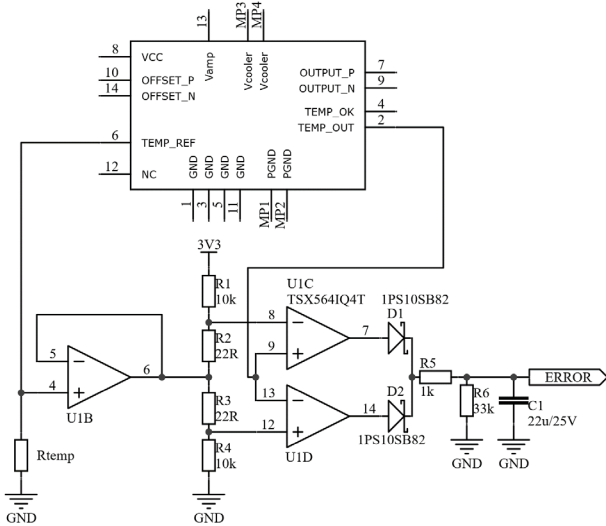 13
MP3
MP4
8
VCC
Vamp
Vcooler
Vcooler
OUTPUT_P
7
10
OFFSET_P
OUTPUT_N
9
14
OFFSET_N
TEMP_OK
4
TEMP_OUT
2
6
TEMP_REF
12
NC
GND
GND
GND
GND
PGND
PGND
1
3
5
11
MP1
MP2
3V3
R1
10k
U1C
TSX564IQ4T
1PS10SB82
D1
8
7
9
R2
22R
5
6
4
U1B
R3
22R
13
14
12
U1D
D2
1PS10SB82
R5
1k
ERROR
R6
33k
C1
22u/25V
R4
10k
Rtemp
GND
GND
GND
GND